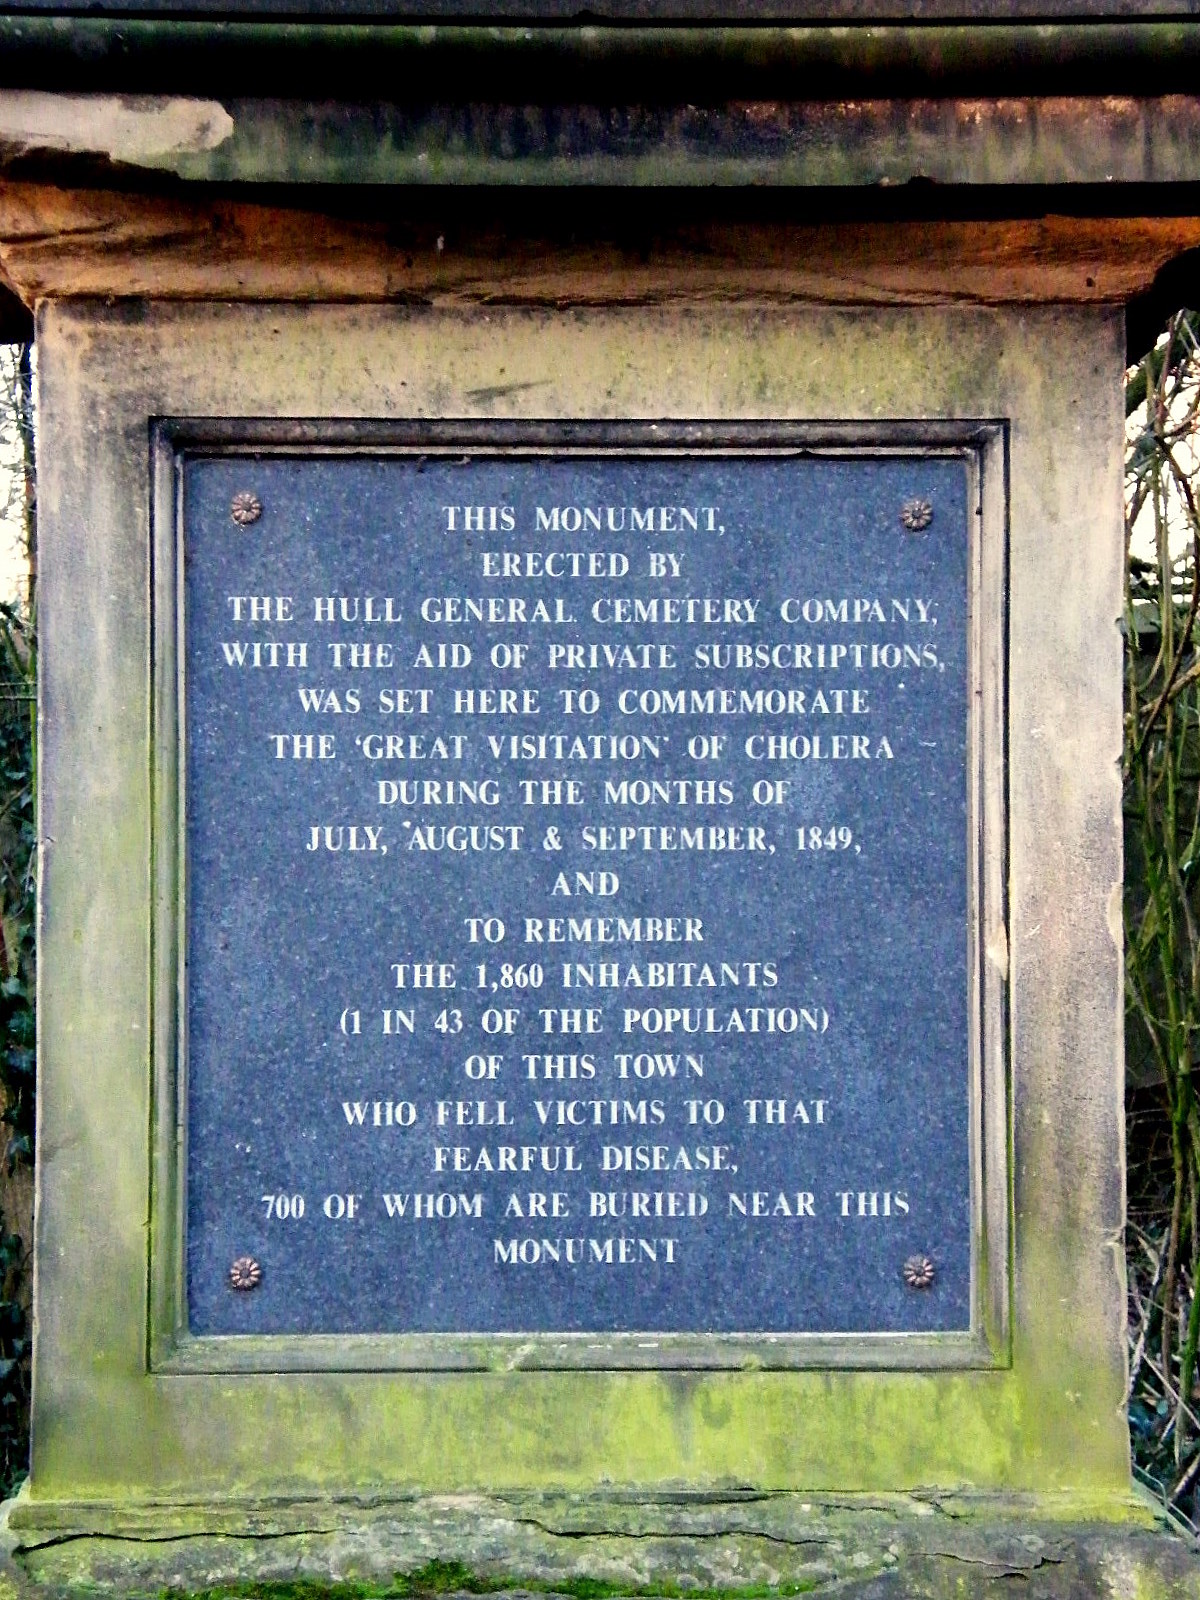 THIS MONUMENT,
ERECTED BY
THE HULL GENERAL CEMETERY COMPANY,
WITH THE AID OF PRIVATE SUBSCRIPTIONS,
WAS SET HERE TO COMMEMORATE
THE 'GREAT VISITATION' OF CHOLERA
DURING THE MONTHS OF
JULY, AUGUST & SEPTEMBER, 1849,
AND
TO REMEMBER
THE 1,860 INHABITANTS
(1 IN 43 OF THE POPULATION)
OF THIS TOWN
WHO FELL VICTIMS TO THAT
FEARFUL DISEASE,
700 OF WHOM ARE BURIED NEAR THIS
MONUMENT